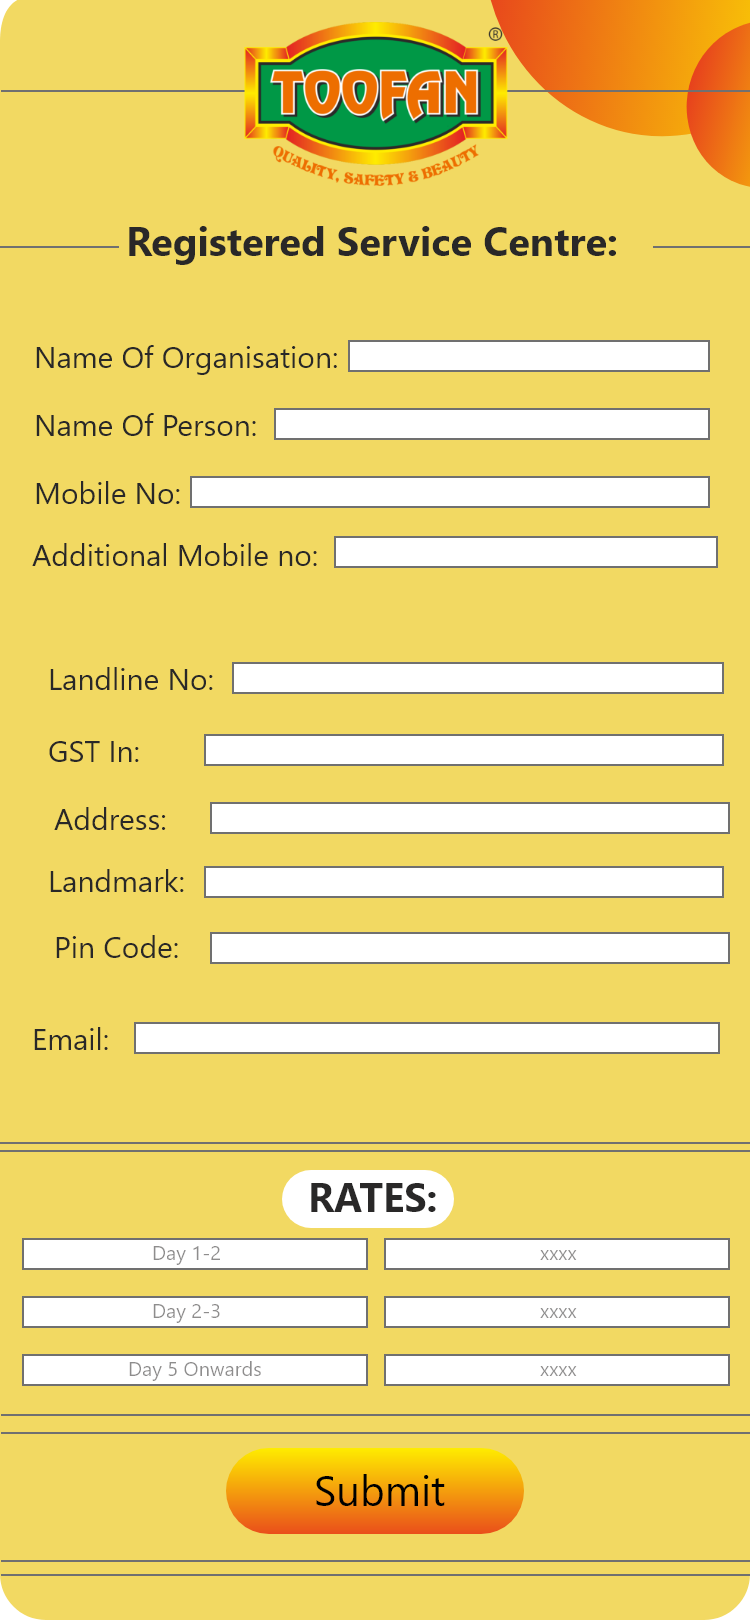 ®
TOOFAN
QUALITY, SAFETY & BEAUTY
Registered Service Centre:
Name Of Organisation:
Name Of Person:
Mobile No:
Additional Mobile no:
Landline No:
GST In:
Address:
Landmark:
Pin Code:
Email:
RATES:
Day 1-2 xxxx
Day 2-3 xxxx
Day 5 Onwards xxxx
Submit